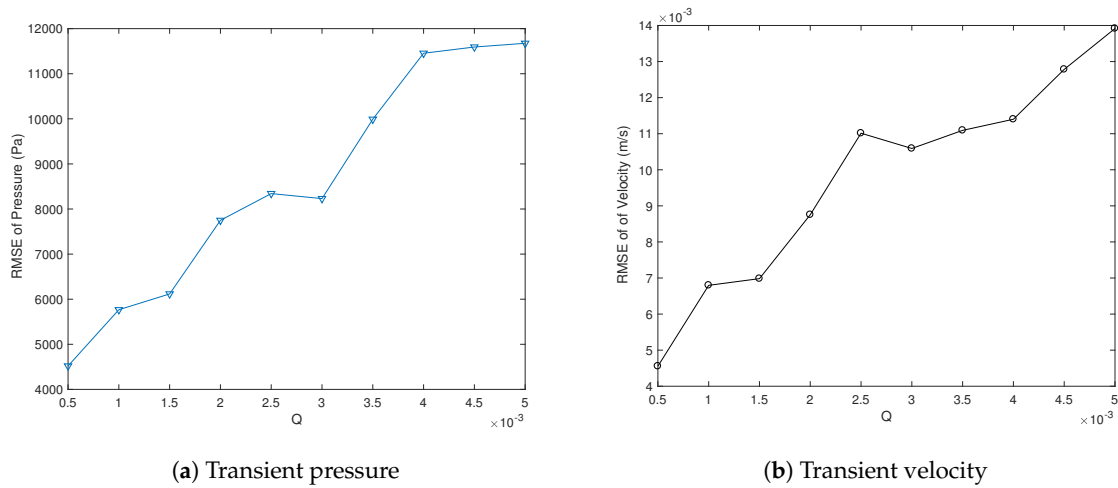 12000
11000
10000
9000
8000
7000
6000
5000
4000
RMSE of Pressure (Pa)
0.5 1 1.5 2 2.5 3 3.5 4 4.5 5
Q
×10-3
(a) Transient pressure
×10-3
14
13
12
11
10
9
8
7
6
5
4
RMSE of of Velocity (m/s)
0.5 1 1.5 2 2.5 3 3.5 4 4.5 5
Q
×10-3
(b) Transient velocity